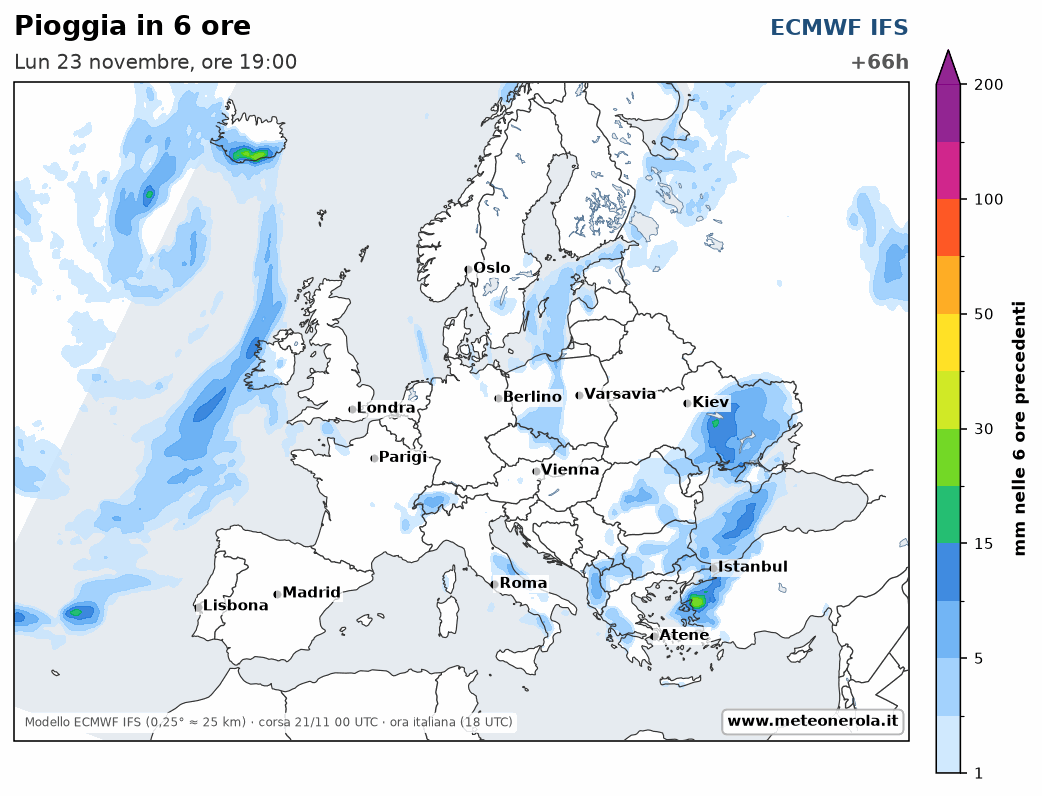 Pioggia in 6 ore
ECMWF IFS
Lun 23 novembre, ore 19:00
+66h
200
100
50
30
15
5
1
mm nelle 6 ore precedenti
Oslo
Berlino
Varsavia
Kiev
Londra
Parigi
Vienna
Istanbul
Roma
Madrid
Lisbona
Atene
Modello ECMWF IFS (0,25° ≈ 25 km) · corsa 21/11 00 UTC · ora italiana (18 UTC)
www.meteonerola.it